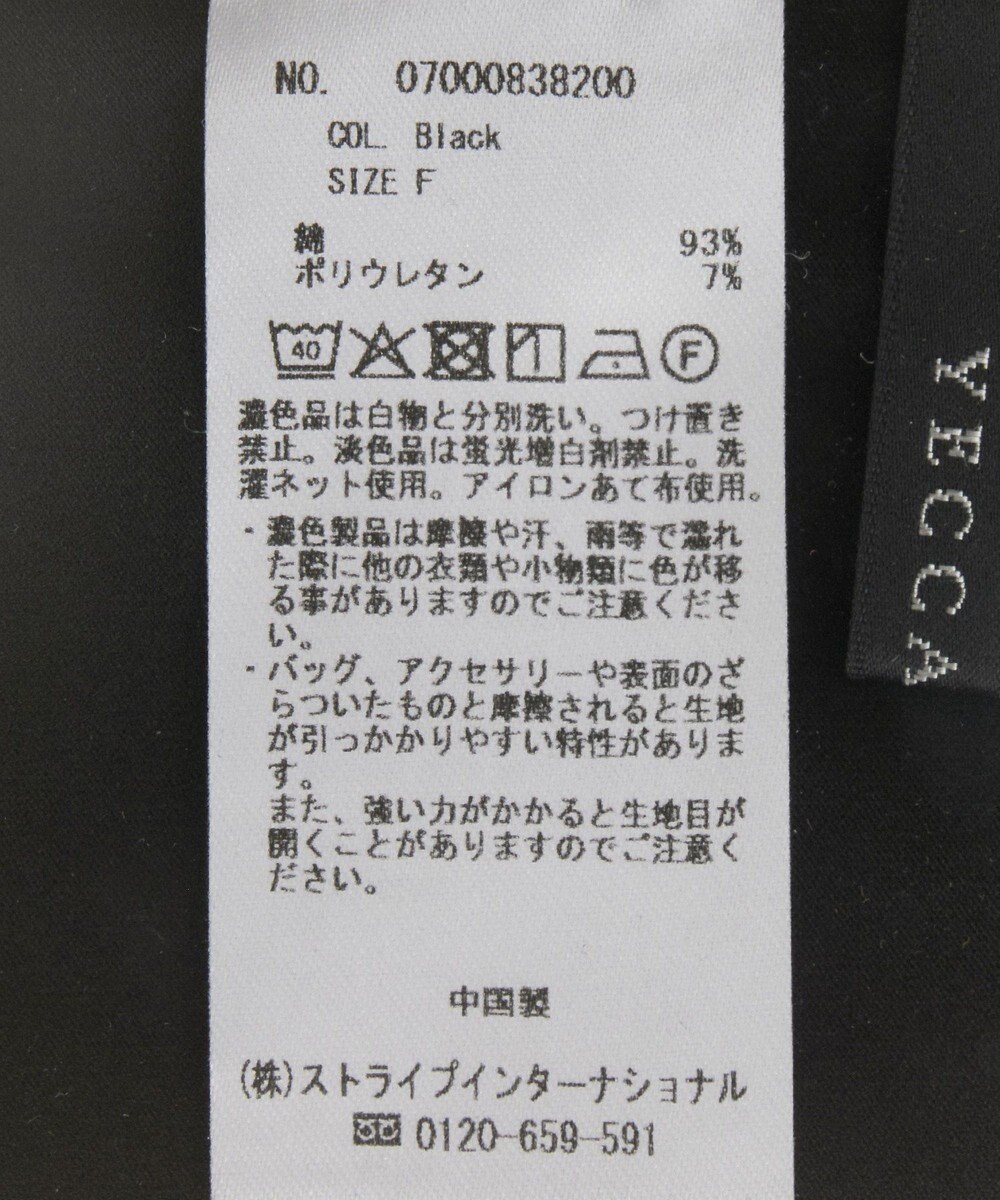 NO. 07000838200
COL. Black
SIZE F
綿 93%
ポリウレタン 7%
40
F
濃色品は白物と分別洗い。つけ置き
禁止。淡色品は蛍光増白剤禁止。洗
濯ネット使用。アイロンあて布使用。
・濃色製品は摩擦や汗、雨等で濡れ
た際に他の衣類や小物類に色が移
る事がありますのでご注意くださ
い。
・バッグ、アクセサリーや表面のざ
らついたものと摩擦されると生地
が引っかかりやすい特性がありま
す。
また、強い力がかかると生地目が
開くことがありますのでご注意く
ださい。
中国製
(株)ストライプインターナショナル
0120-659-591
YECCA